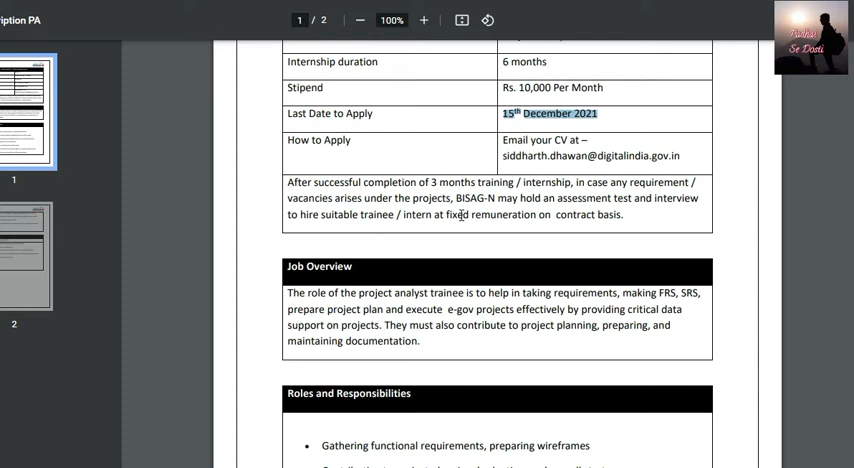 ription PA
1 / 2
100%
Padhai
Se Dosti
Internship duration 6 months
Stipend Rs. 10,000 Per Month
Last Date to Apply 15th December 2021
How to Apply Email your CV at –
siddharth.dhawan@digitalindia.gov.in
After successful completion of 3 months training / internship, in case any requirement /
vacancies arises under the projects, BISAG-N may hold an assessment test and interview
to hire suitable trainee / intern at fixed remuneration on contract basis.
Job Overview
The role of the project analyst trainee is to help in taking requirements, making FRS, SRS,
prepare project plan and execute e-gov projects effectively by providing critical data
support on projects. They must also contribute to project planning, preparing, and
maintaining documentation.
Roles and Responsibilities
• Gathering functional requirements, preparing wireframes
1
2